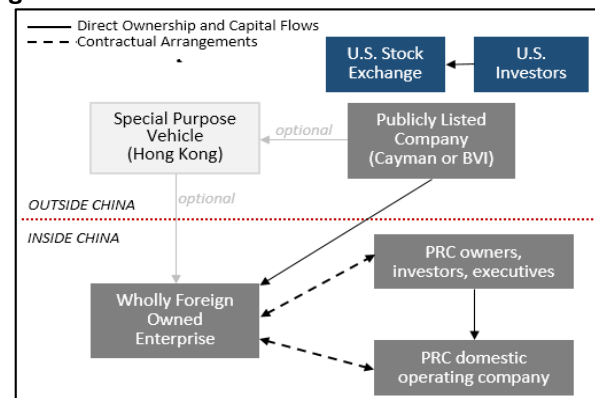 g
Direct Ownership and Capital Flows
Contractual Arrangements
U.S. Stock
Exchange
U.S.
Investors
Special Purpose
Vehicle
(Hong Kong)
optional
Publicly Listed
Company
(Cayman or BVI)
optional
OUTSIDE CHINA
INSIDE CHINA
PRC owners,
investors, executives
Wholly Foreign
Owned
Enterprise
PRC domestic
operating company